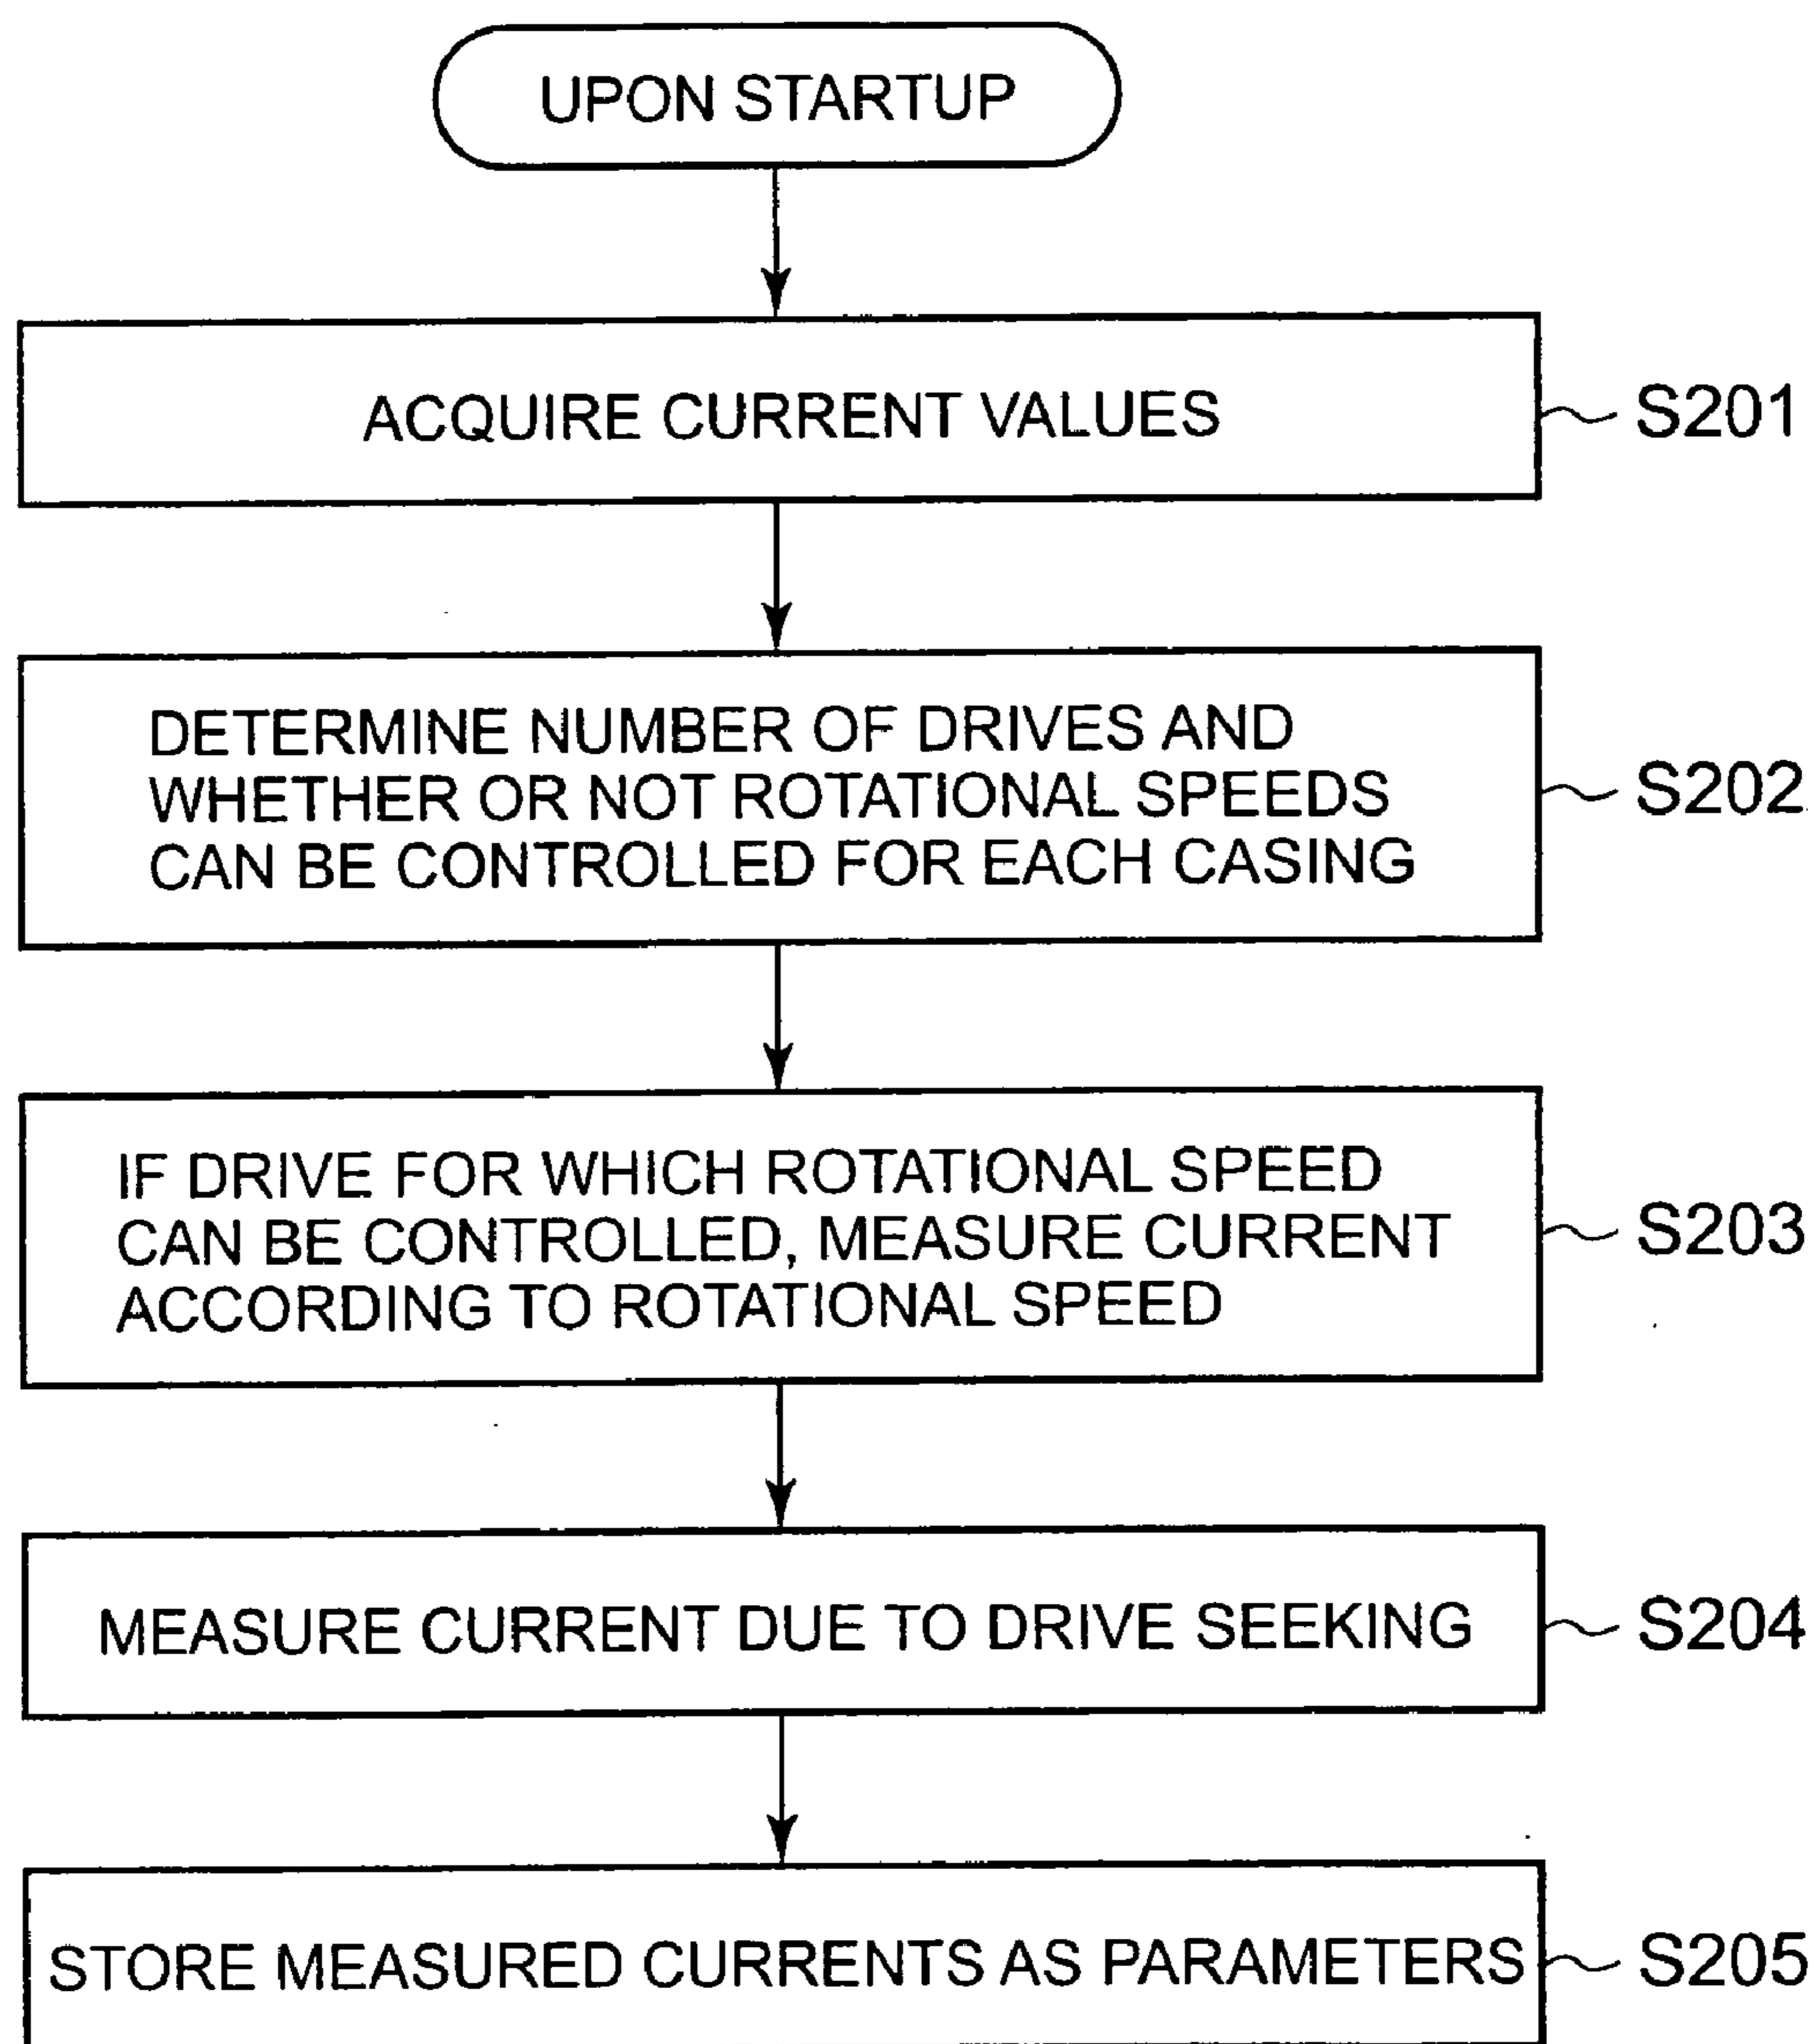 UPON STARTUP
ACQUIRE CURRENT VALUES
S201
DETERMINE NUMBER OF DRIVES AND
WHETHER OR NOT ROTATIONAL SPEEDS
CAN BE CONTROLLED FOR EACH CASING
S202
IF DRIVE FOR WHICH ROTATIONAL SPEED
CAN BE CONTROLLED, MEASURE CURRENT
ACCORDING TO ROTATIONAL SPEED
S203
MEASURE CURRENT DUE TO DRIVE SEEKING
S204
STORE MEASURED CURRENTS AS PARAMETERS
S205